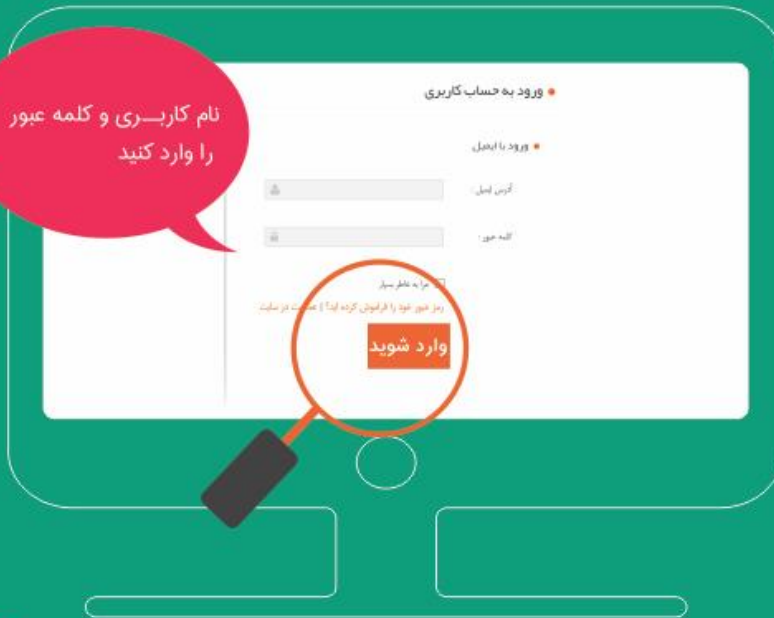 نام کاربــری و کلمه عبور
را وارد کنید
ورود به حساب کاربری
ورود با ایمیل
آدرس ایمیل :
کلمه عبور :
مرا به خاطر بسپار
رمز عبور خود را فراموش کرده اید؟ | عضویت در سایت
وارد شوید